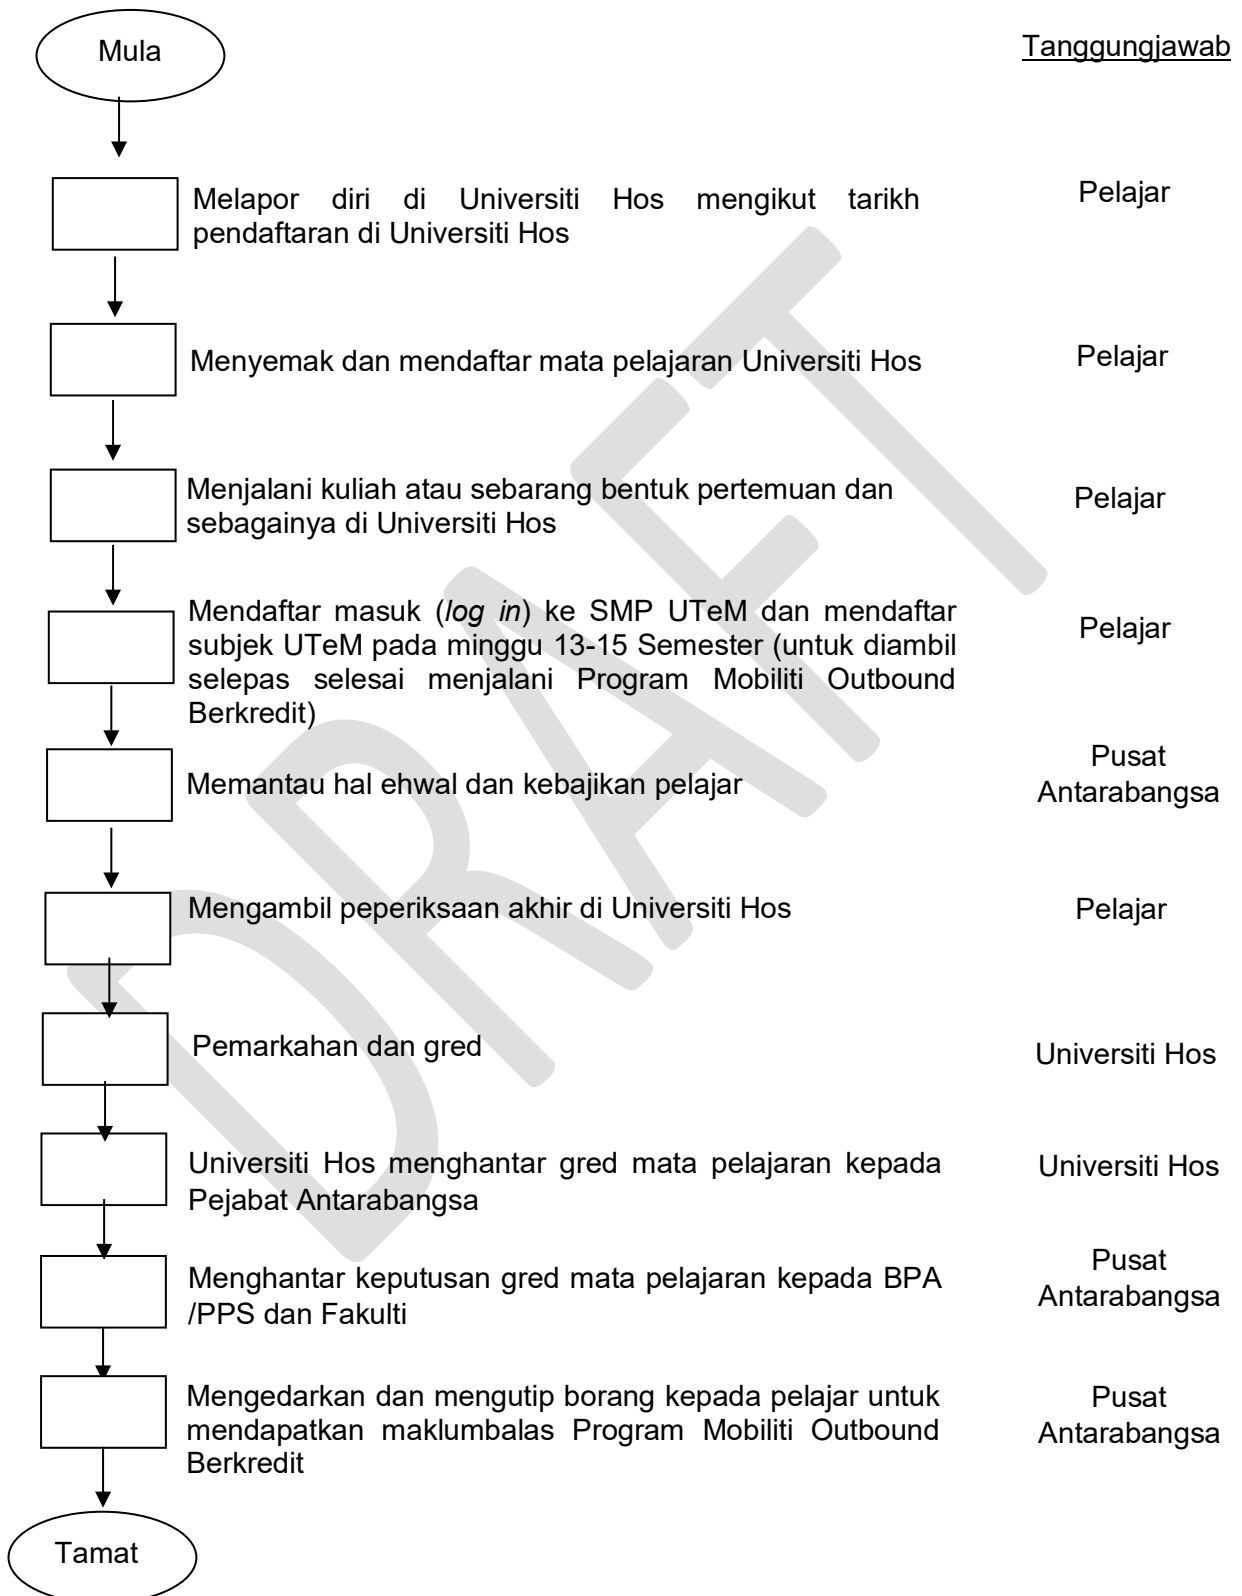 Mula
Tanggungjawab
Melapor diri di Universiti Hos mengikut tarikh
pendaftaran di Universiti Hos
Pelajar
Menyemak dan mendaftar mata pelajaran Universiti Hos
Pelajar
Menjalani kuliah atau sebarang bentuk pertemuan dan
sebagainya di Universiti Hos
Pelajar
Mendaftar masuk (log in) ke SMP UTeM dan mendaftar
subjek UTeM pada minggu 13-15 Semester (untuk diambil
selepas selesai menjalani Program Mobiliti Outbound
Berkredit)
Pelajar
Memantau hal ehwal dan kebajikan pelajar
Pusat
Antarabangsa
Mengambil peperiksaan akhir di Universiti Hos
Pelajar
Pemarkahan dan gred
Universiti Hos
Universiti Hos menghantar gred mata pelajaran kepada
Pejabat Antarabangsa
Universiti Hos
Menghantar keputusan gred mata pelajaran kepada BPA
/PPS dan Fakulti
Pusat
Antarabangsa
Mengedarkan dan mengutip borang kepada pelajar untuk
mendapatkan maklumbalas Program Mobiliti Outbound
Berkredit
Pusat
Antarabangsa
Tamat
DRAFT